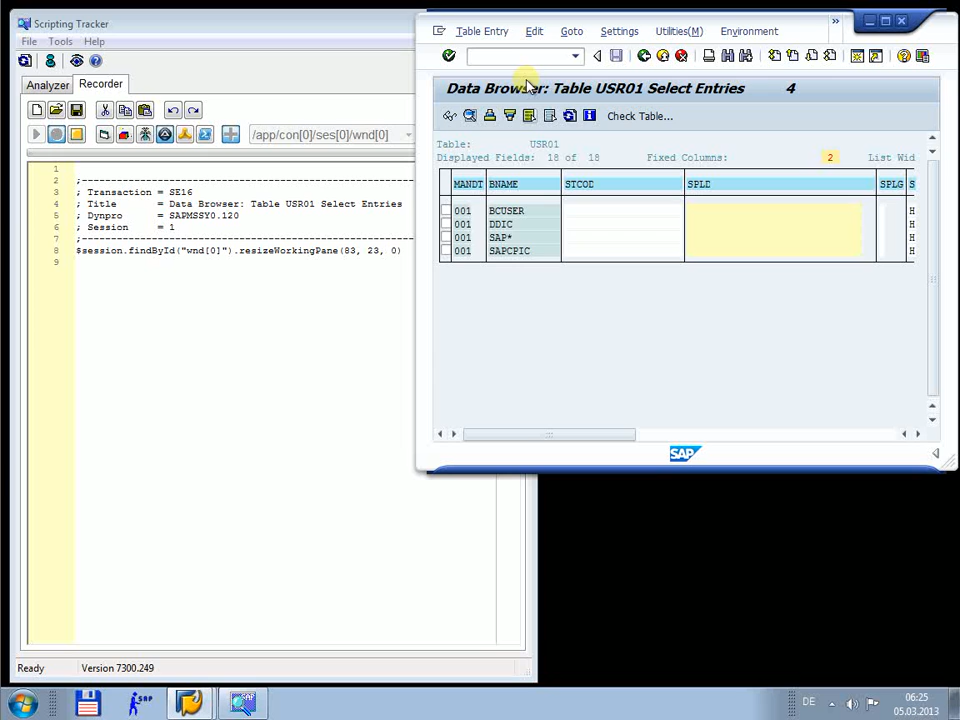 Scripting Tracker
File Tools Help
Analyzer Recorder
/app/con[0]/ses[0]/wnd[0]
1
2 ;-----------------------------------------------------------
3 ; Transaction = SE16
4 ; Title = Data Browser: Table USR01 Select Entries
5 ; Dynpro = SAPMSSY0.120
6 ; Session = 1
7 ;-----------------------------------------------------------
8 $session.findById("wnd[0]").resizeWorkingPane(83, 23, 0)
9
Ready Version 7300.249
Table Entry Edit Goto Settings Utilities(M) Environment »
Data Browser: Table USR01 Select Entries 4
Check Table...
Table: USR01
Displayed Fields: 18 of 18 Fixed Columns: 2 List Wid
MANDT BNAME STCOD SPLD SPLG S
001 BCUSER H
001 DDIC H
001 SAP* H
001 SAPCPIC H
SAP
SAP
DE 06:25
05.03.2013